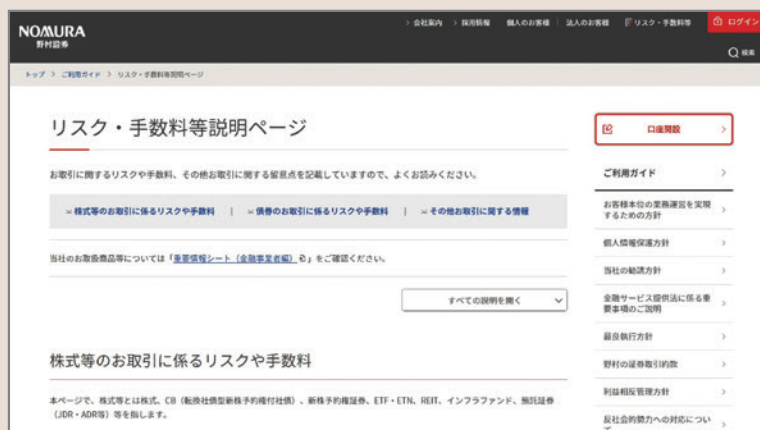 NOMURA
野村證券
> 会社案内 > 採用情報 個人のお客様 法人のお客様 リスク・手数料等 ログイン
検索
トップ > ご利用ガイド > リスク・手数料等説明ページ
リスク・手数料等説明ページ
お取引に関するリスクや手数料、その他お取引に関する留意点を記載していますので、よくお読みください。
株式等のお取引に係るリスクや手数料 | 債券のお取引に係るリスクや手数料 | その他お取引に関する情報
当社のお取扱商品等については「重要情報シート（金融事業者編）」をご確認ください。
すべての説明を開く
株式等のお取引に係るリスクや手数料
本ページで、株式等とは株式、CB（転換社債型新株予約権付社債）、新株予約権証券、ETF・ETN、REIT、インフラファンド、預託証券
（JDR・ADR等）等を指します。
口座開設
ご利用ガイド
お客様本位の業務運営を実現
するための方針
個人情報保護方針
当社の勧誘方針
金融サービス提供法に係る重
要事項のご説明
最良執行方針
野村の証券取引約款
利益相反管理方針
反社会的勢力への対応につい
て